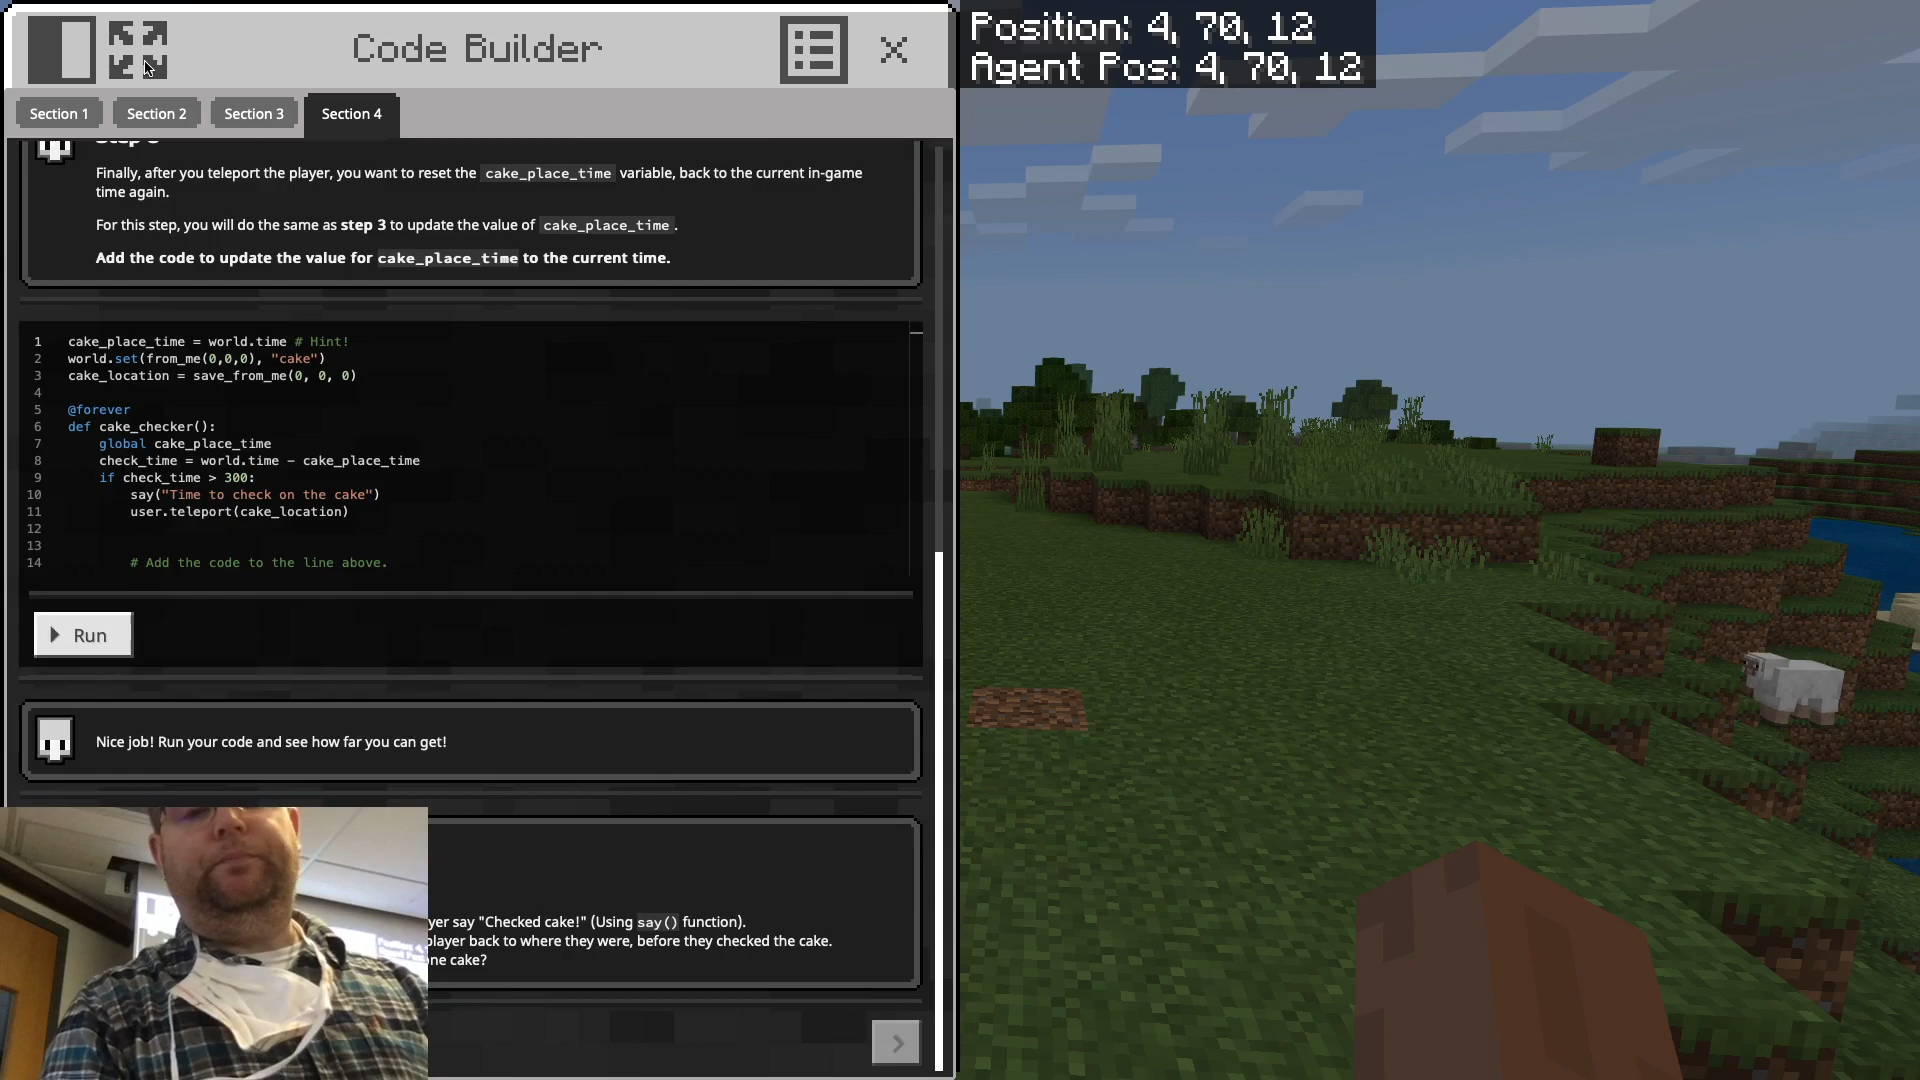 Code Builder
Position: 4, 70, 12
Agent Pos: 4, 70, 12
Section 1
Section 2
Section 3
Section 4
Finally, after you teleport the player, you want to reset the cake_place_time variable, back to the current in-game
time again.
For this step, you will do the same as step 3 to update the value of cake_place_time .
Add the code to update the value for cake_place_time to the current time.
1 cake_place_time = world.time # Hint!
2 world.set(from_me(0,0,0), "cake")
3 cake_location = save_from_me(0, 0, 0)
4
5 @forever
6 def cake_checker():
7 global cake_place_time
8 check_time = world.time - cake_place_time
9 if check_time > 300:
10 say("Time to check on the cake")
11 user.teleport(cake_location)
12
13
14 # Add the code to the line above.
Run
Nice job! Run your code and see how far you can get!
yer say "Checked cake!" (Using say() function).
player back to where they were, before they checked the cake.
one cake?